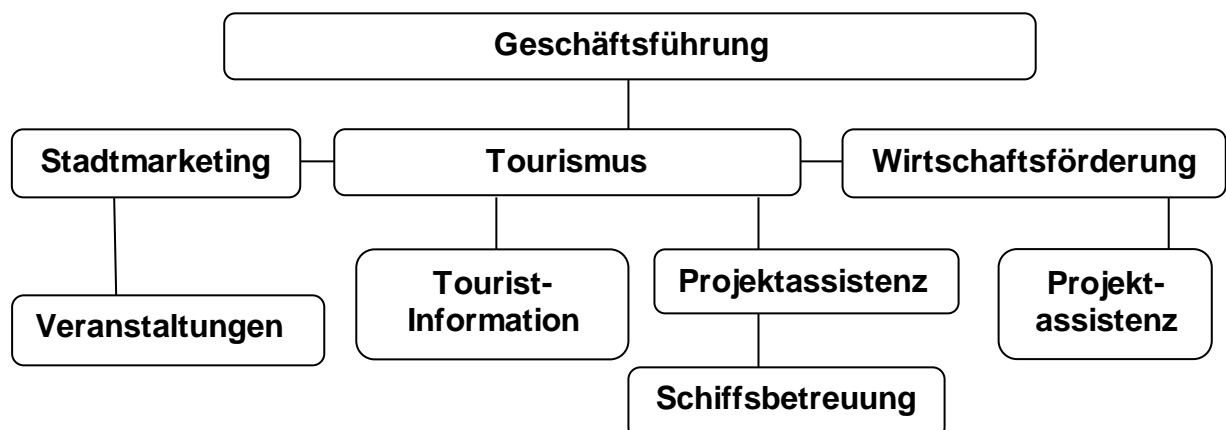 Geschäftsführung
Stadtmarketing
Tourismus
Wirtschaftsförderung
Veranstaltungen
Tourist-
Information
Projektassistenz
Projekt-
assistenz
Schiffsbetreuung